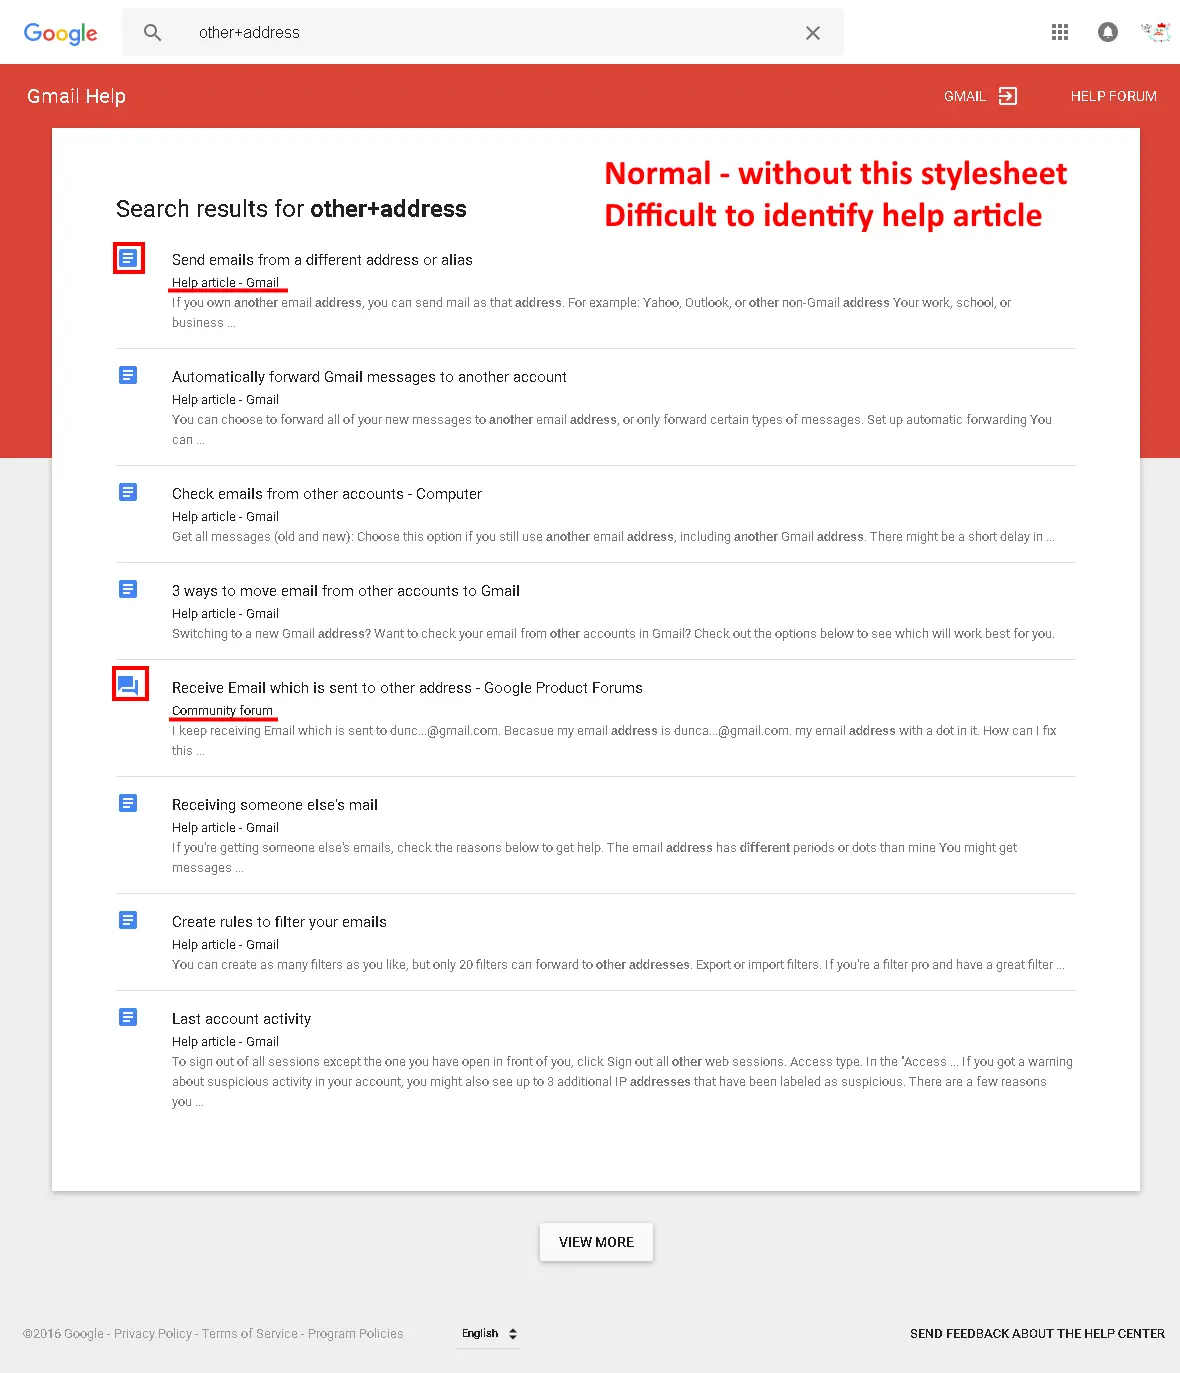 Google
other+address
Gmail Help
GMAIL
HELP FORUM
Normal - without this stylesheet
Difficult to identify help article
Search results for other+address
Send emails from a different address or alias
Help article - Gmail
If you own another email address, you can send mail as that address. For example: Yahoo, Outlook, or other non-Gmail address Your work, school, or
business ...
Automatically forward Gmail messages to another account
Help article - Gmail
You can choose to forward all of your new messages to another email address, or only forward certain types of messages. Set up automatic forwarding You
can ...
Check emails from other accounts - Computer
Help article - Gmail
Get all messages (old and new): Choose this option if you still use another email address, including another Gmail address. There might be a short delay in ...
3 ways to move email from other accounts to Gmail
Help article - Gmail
Switching to a new Gmail address? Want to check your email from other accounts in Gmail? Check out the options below to see which will work best for you.
Receive Email which is sent to other address - Google Product Forums
Community forum
I keep receiving Email which is sent to dunc...@gmail.com. Becasue my email address is dunca...@gmail.com. my email address with a dot in it. How can I fix
this ...
Receiving someone else's mail
Help article - Gmail
If you're getting someone else's emails, check the reasons below to get help. The email address has different periods or dots than mine You might get
messages ...
Create rules to filter your emails
Help article - Gmail
You can create as many filters as you like, but only 20 filters can forward to other addresses. Export or import filters. If you're a filter pro and have a great filter ...
Last account activity
Help article - Gmail
To sign out of all sessions except the one you have open in front of you, click Sign out all other web sessions. Access type. In the "Access ... If you got a warning
about suspicious activity in your account, you might also see up to 3 additional IP addresses that have been labeled as suspicious. There are a few reasons
you ...
VIEW MORE
©2016 Google - Privacy Policy - Terms of Service - Program Policies
English
SEND FEEDBACK ABOUT THE HELP CENTER